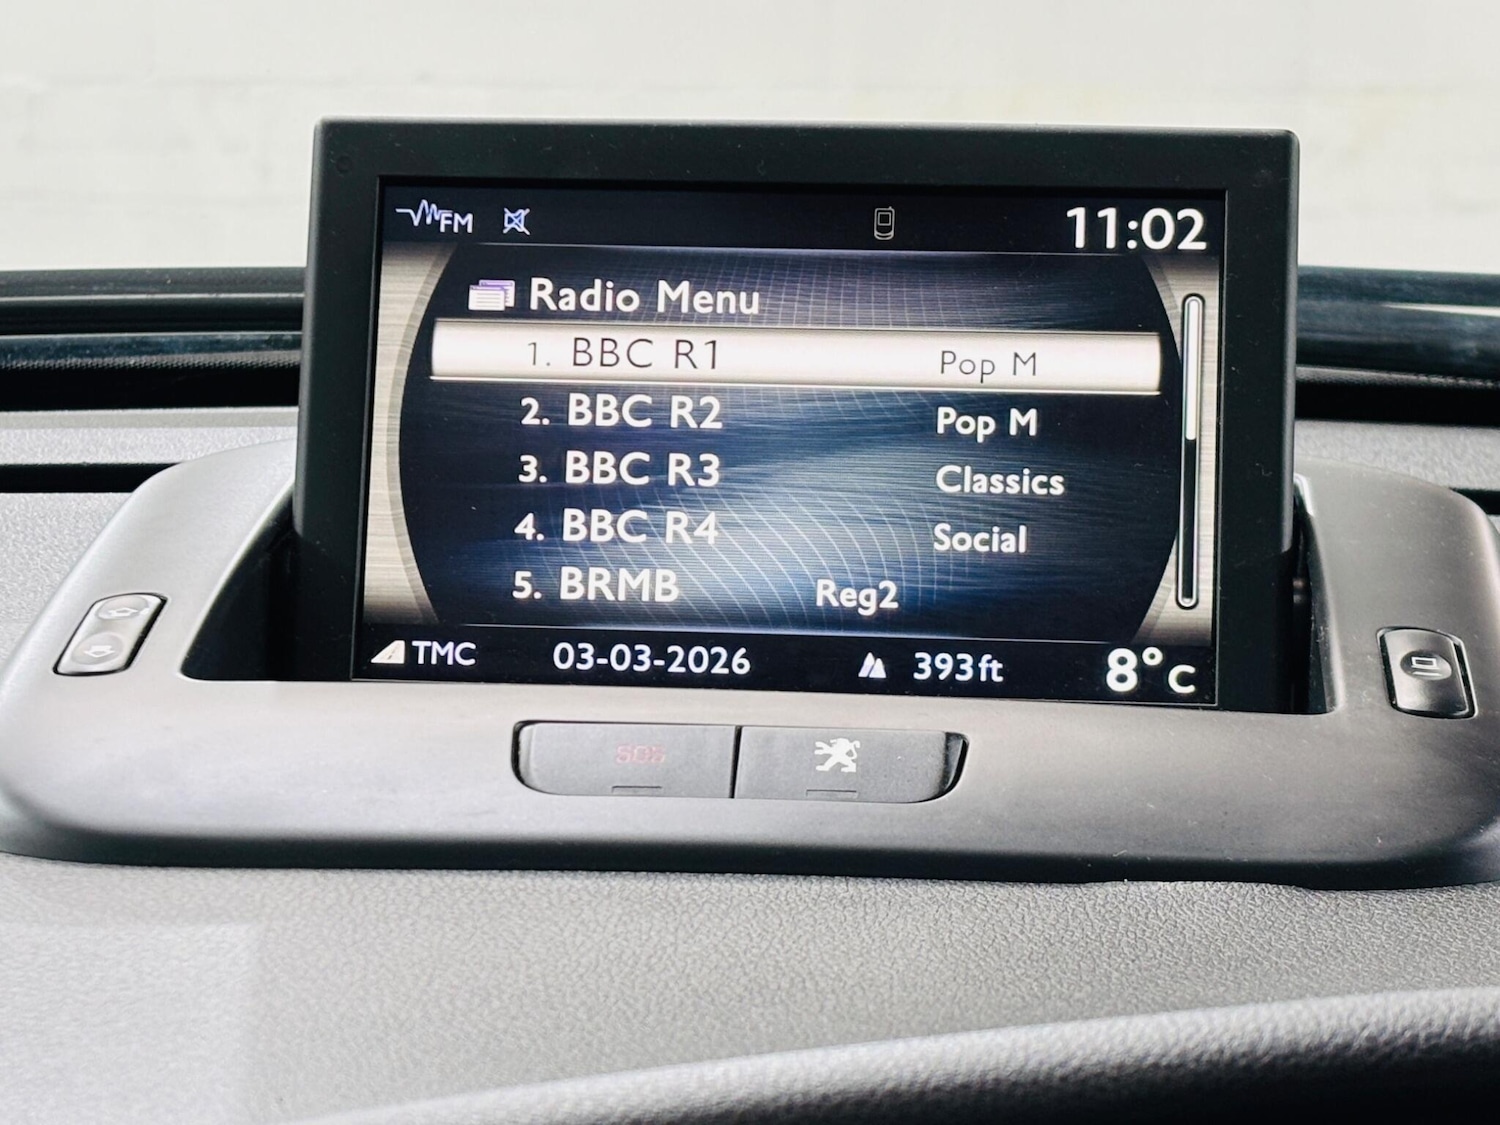 FM 11:02
Radio Menu
1. BBC R1 Pop M
2. BBC R2 Pop M
3. BBC R3 Classics
4. BBC R4 Social
5. BRMB Reg2
TMC 03-03-2026 393ft 8°C
SOS